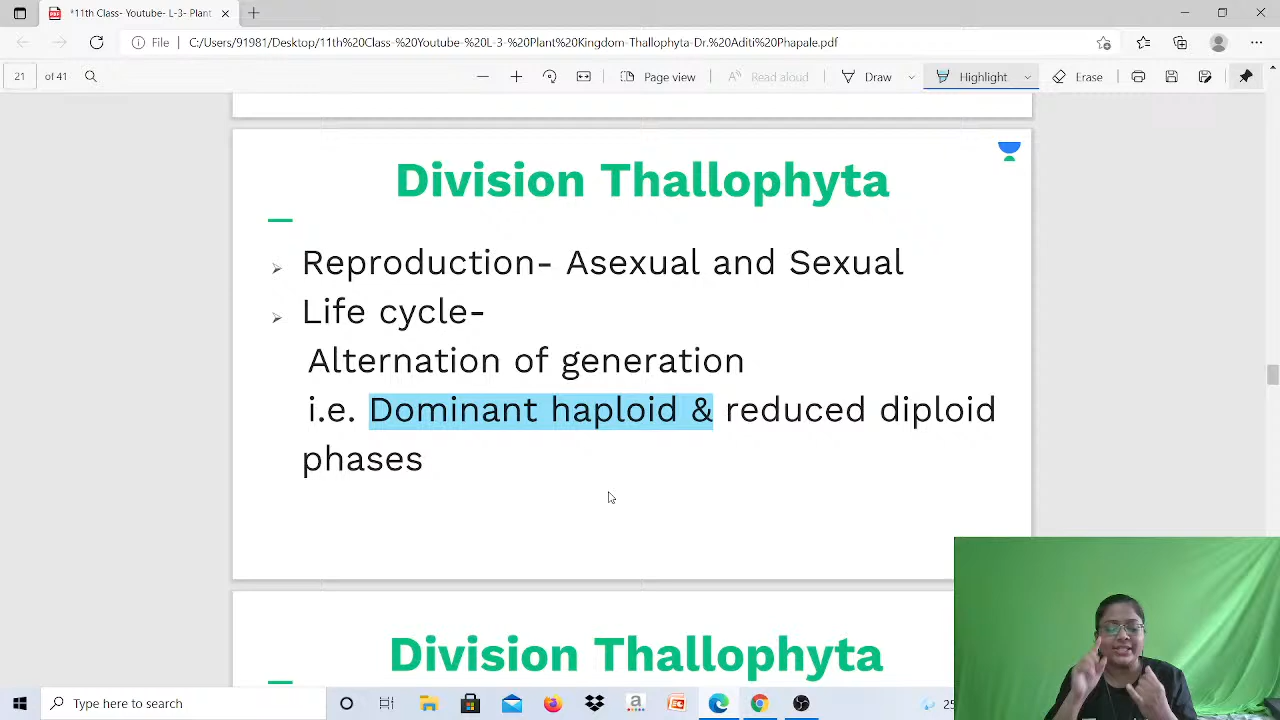 *11th Class- Youtube- L-3- Plant
File
C:/Users/91981/Desktop/11th%20Class-%20Youtube-%20L-3 %20Plant%20Kingdom-Thallophyta-Dr.%20Aditi%20Phapale.pdf
21 of 41
Page view
Read aloud
Draw
Highlight
Erase
Division Thallophyta
Reproduction- Asexual and Sexual
Life cycle-
Alternation of generation
i.e. Dominant haploid & reduced diploid
phases
Division Thallophyta
Type here to search